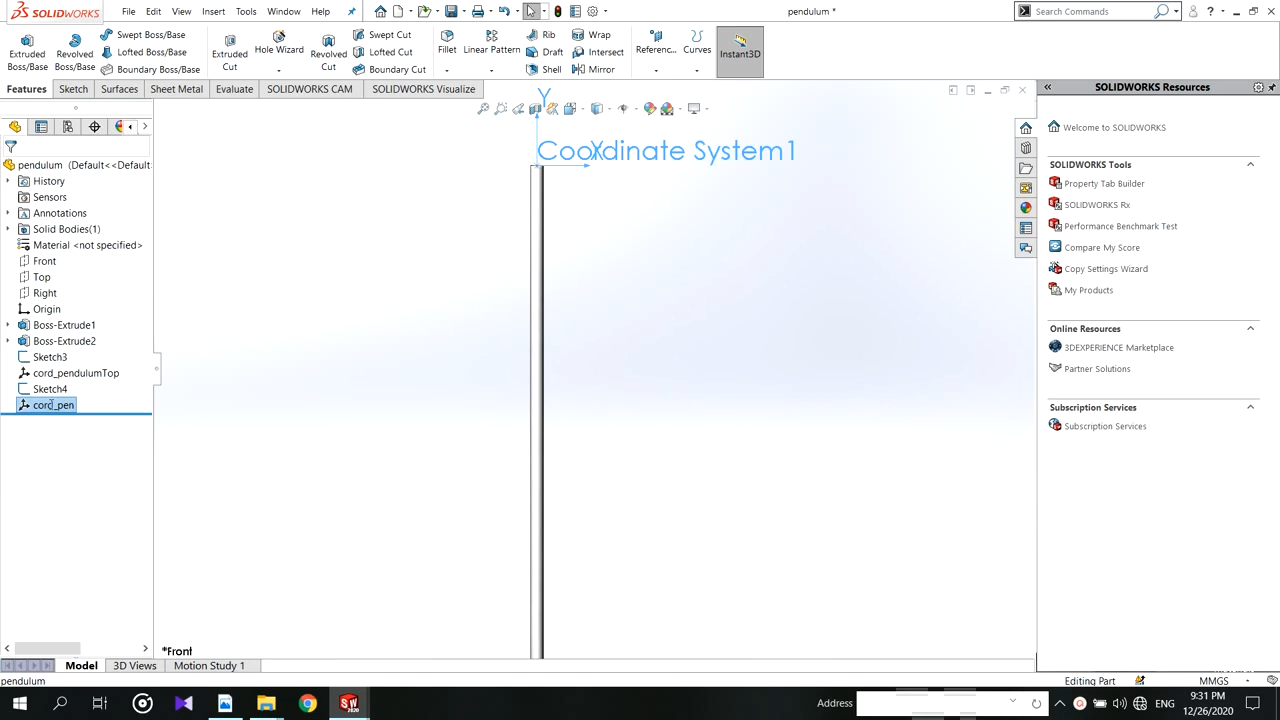 SOLIDWORKS File Edit View Insert Tools Window Help pendulum * Search Commands
Extruded Boss/Base Revolved Boss/Base Swept Boss/Base Lofted Boss/Base Boundary Boss/Base Extruded Cut Hole Wizard Revolved Cut Swept Cut Lofted Cut Boundary Cut Fillet Linear Pattern Rib Draft Shell Wrap Intersect Mirror Referenc... Curves Instant3D
Features Sketch Surfaces Sheet Metal Evaluate SOLIDWORKS CAM SOLIDWORKS Visualize
SOLIDWORKS Resources
Y
Coordinate System1
X
pendulum (Default<<Default
History
Sensors
Annotations
Solid Bodies(1)
Material <not specified>
Front
Top
Right
Origin
Boss-Extrude1
Boss-Extrude2
Sketch3
cord_pendulumTop
Sketch4
cord_pen
Welcome to SOLIDWORKS
SOLIDWORKS Tools
Property Tab Builder
SOLIDWORKS Rx
Performance Benchmark Test
Compare My Score
Copy Settings Wizard
My Products
Online Resources
3DEXPERIENCE Marketplace
Partner Solutions
Subscription Services
Subscription Services
*Front
Model 3D Views Motion Study 1
pendulum Editing Part MMGS
Address ENG 9:31 PM
12/26/2020